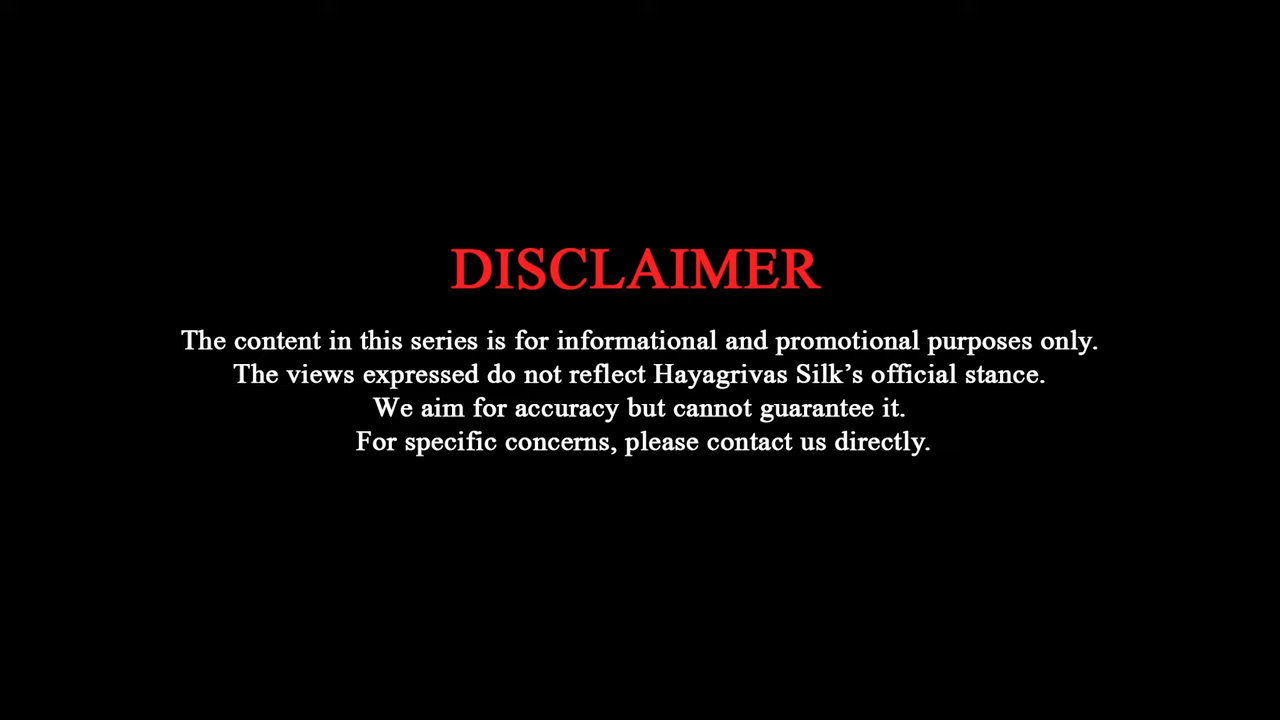 DISCLAIMER
The content in this series is for informational and promotional purposes only.
The views expressed do not reflect Hayagrivas Silk’s official stance.
We aim for accuracy but cannot guarantee it.
For specific concerns, please contact us directly.